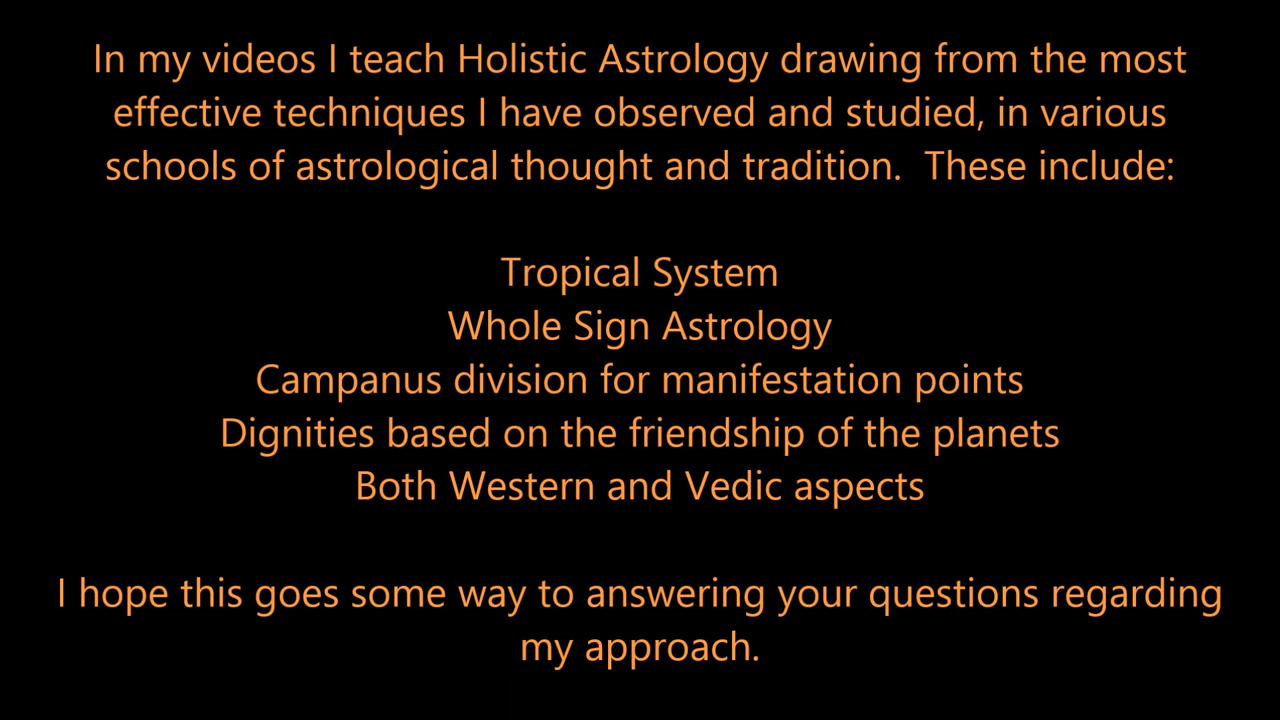 In my videos I teach Holistic Astrology drawing from the most
effective techniques I have observed and studied, in various
schools of astrological thought and tradition.  These include:
Tropical System
Whole Sign Astrology
Campanus division for manifestation points
Dignities based on the friendship of the planets
Both Western and Vedic aspects
I hope this goes some way to answering your questions regarding
my approach.